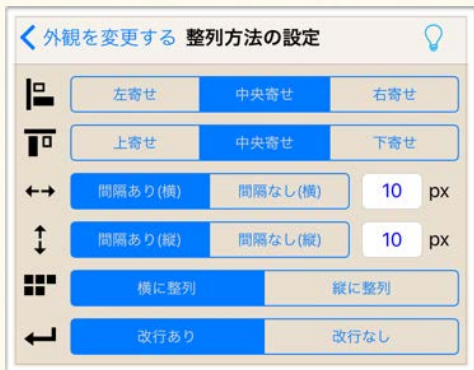 外観を変更する 整列方法の設定
左寄せ 中央寄せ 右寄せ
上寄せ 中央寄せ 下寄せ
間隔あり(横) 間隔なし(横) 10 px
間隔あり(縦) 間隔なし(縦) 10 px
横に整列 縦に整列
改行あり 改行なし